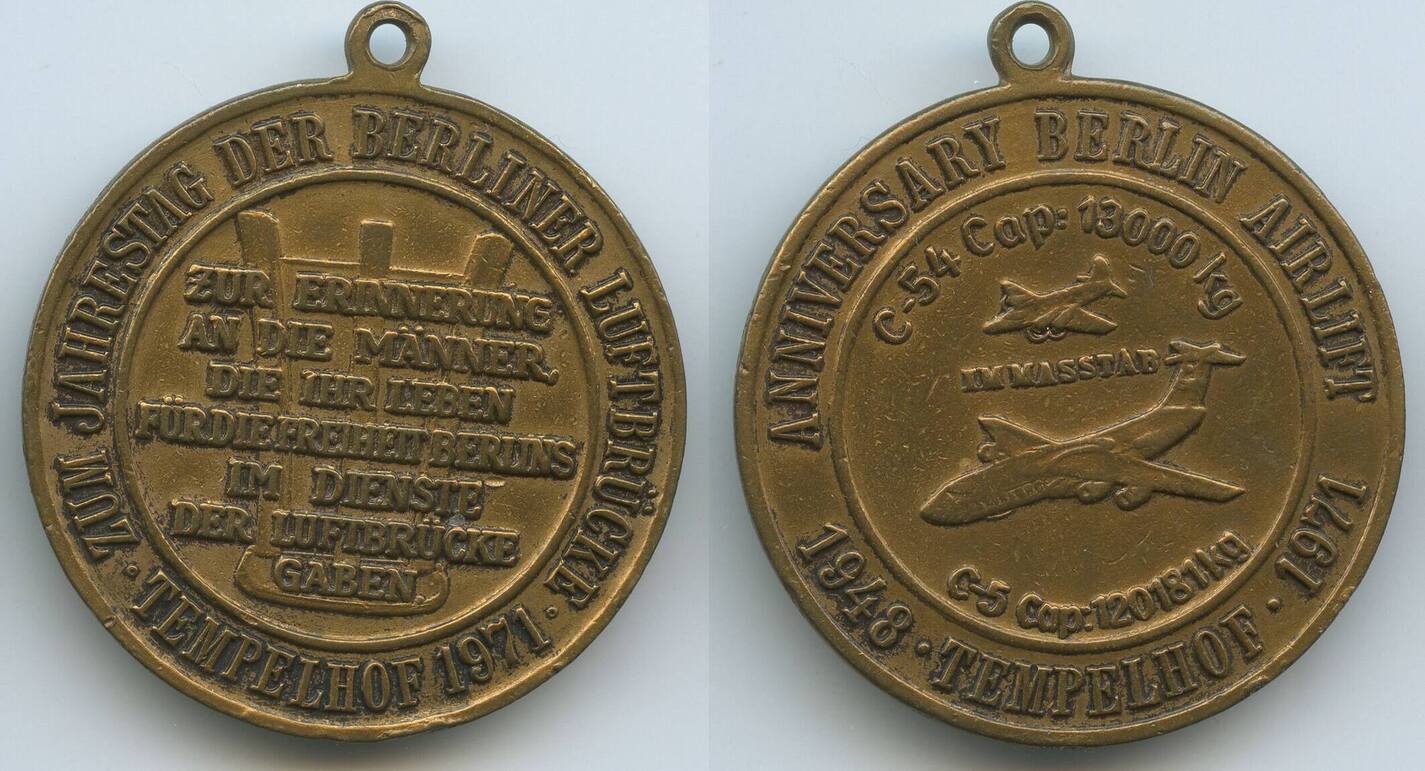 ZUM JAHRESTAG DER BERLINER LUFTBRÜCKE
· TEMPELHOF 1971 ·
ZUR ERINNERUNG
AN DIE MÄNNER,
DIE IHR LEBEN
FÜR DIE FREIHEIT BERLINS
IM DIENSTE
DER LUFTBRÜCKE
GABEN
ANNIVERSARY BERLIN AIRLIFT
1948 · TEMPELHOF · 1971
C-54 Cap: 13000 kg
IM MASSTAB
C-5 Cap: 120181kg